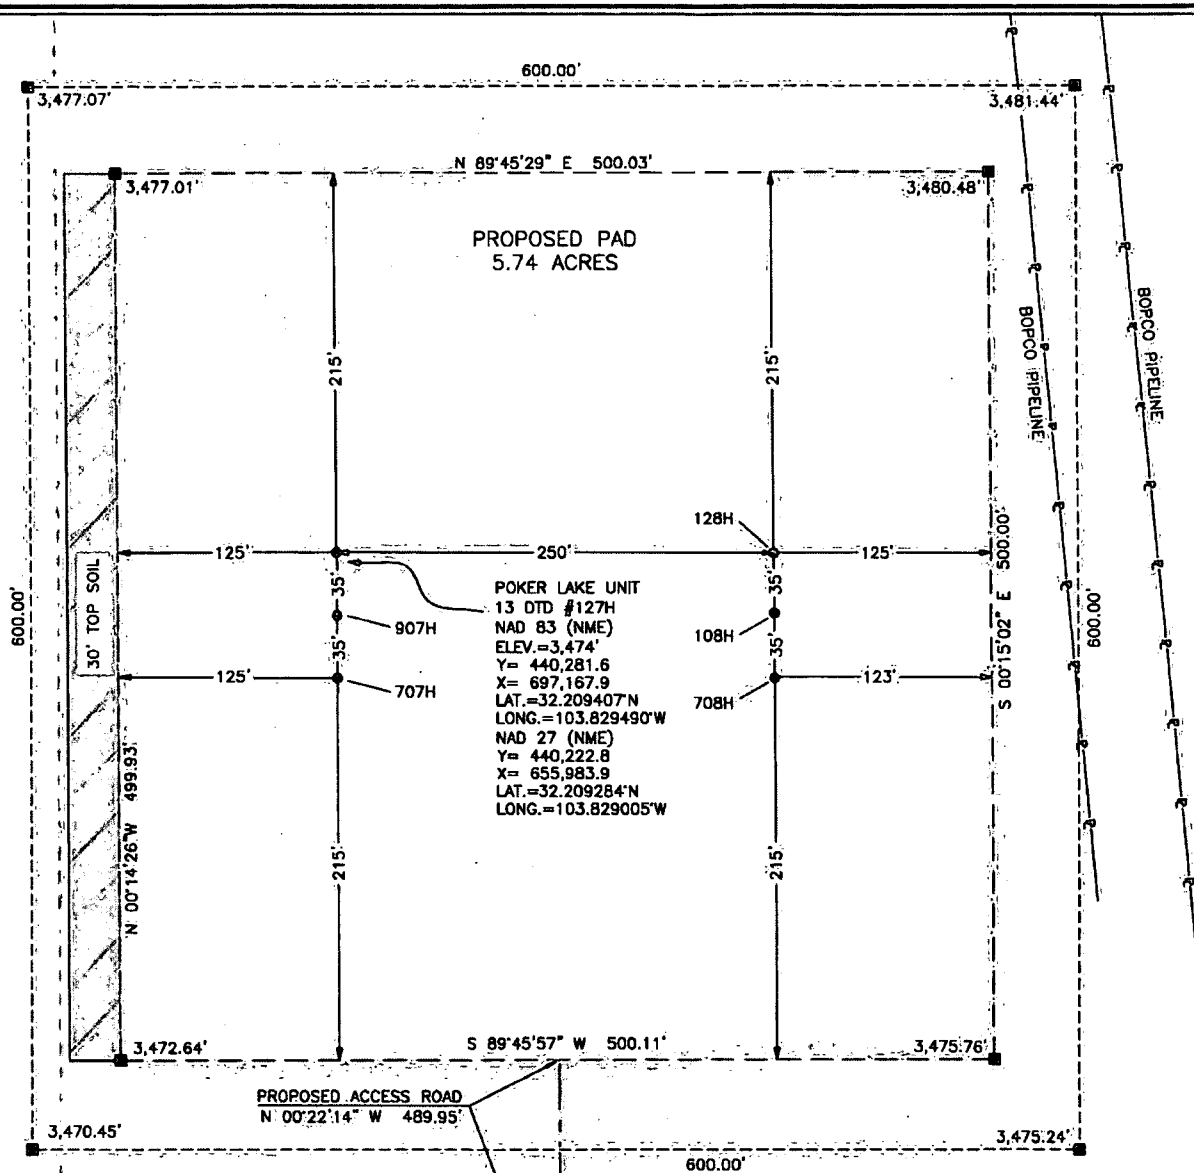 600.00'
3,477.07'
3,481.44'
N 89°45'29" E 500.03'
3,477.01'
3,480.48'
PROPOSED PAD
5.74 ACRES
215'
215'
BOPCO PIPELINE
BOPCO PIPELINE
128H
125'
250'
125'
35'
35'
POKER LAKE UNIT
13 DTD #127H
NAD 83 (NME)
ELEV.=3,474'
Y= 440,281.6
X= 697,167.9
LAT.=32.209407°N
LONG.=103.829490°W
NAD 27 (NME)
Y= 440,222.8
X= 655,983.9
LAT.=32.209284°N
LONG.=103.829005°W
907H
108H
35'
35'
30' TOP SOIL
600.00'
600.00'
S 00°15'02" E 500.00'
125'
707H
708H
123'
N 00°14'26" W 499.93'
215'
215'
3,472.64'
S 89°45'57" W 500.11'
3,475.76'
PROPOSED ACCESS ROAD
N 00°22'14" W 489.95'
3,470.45'
3,475.24'
600.00'